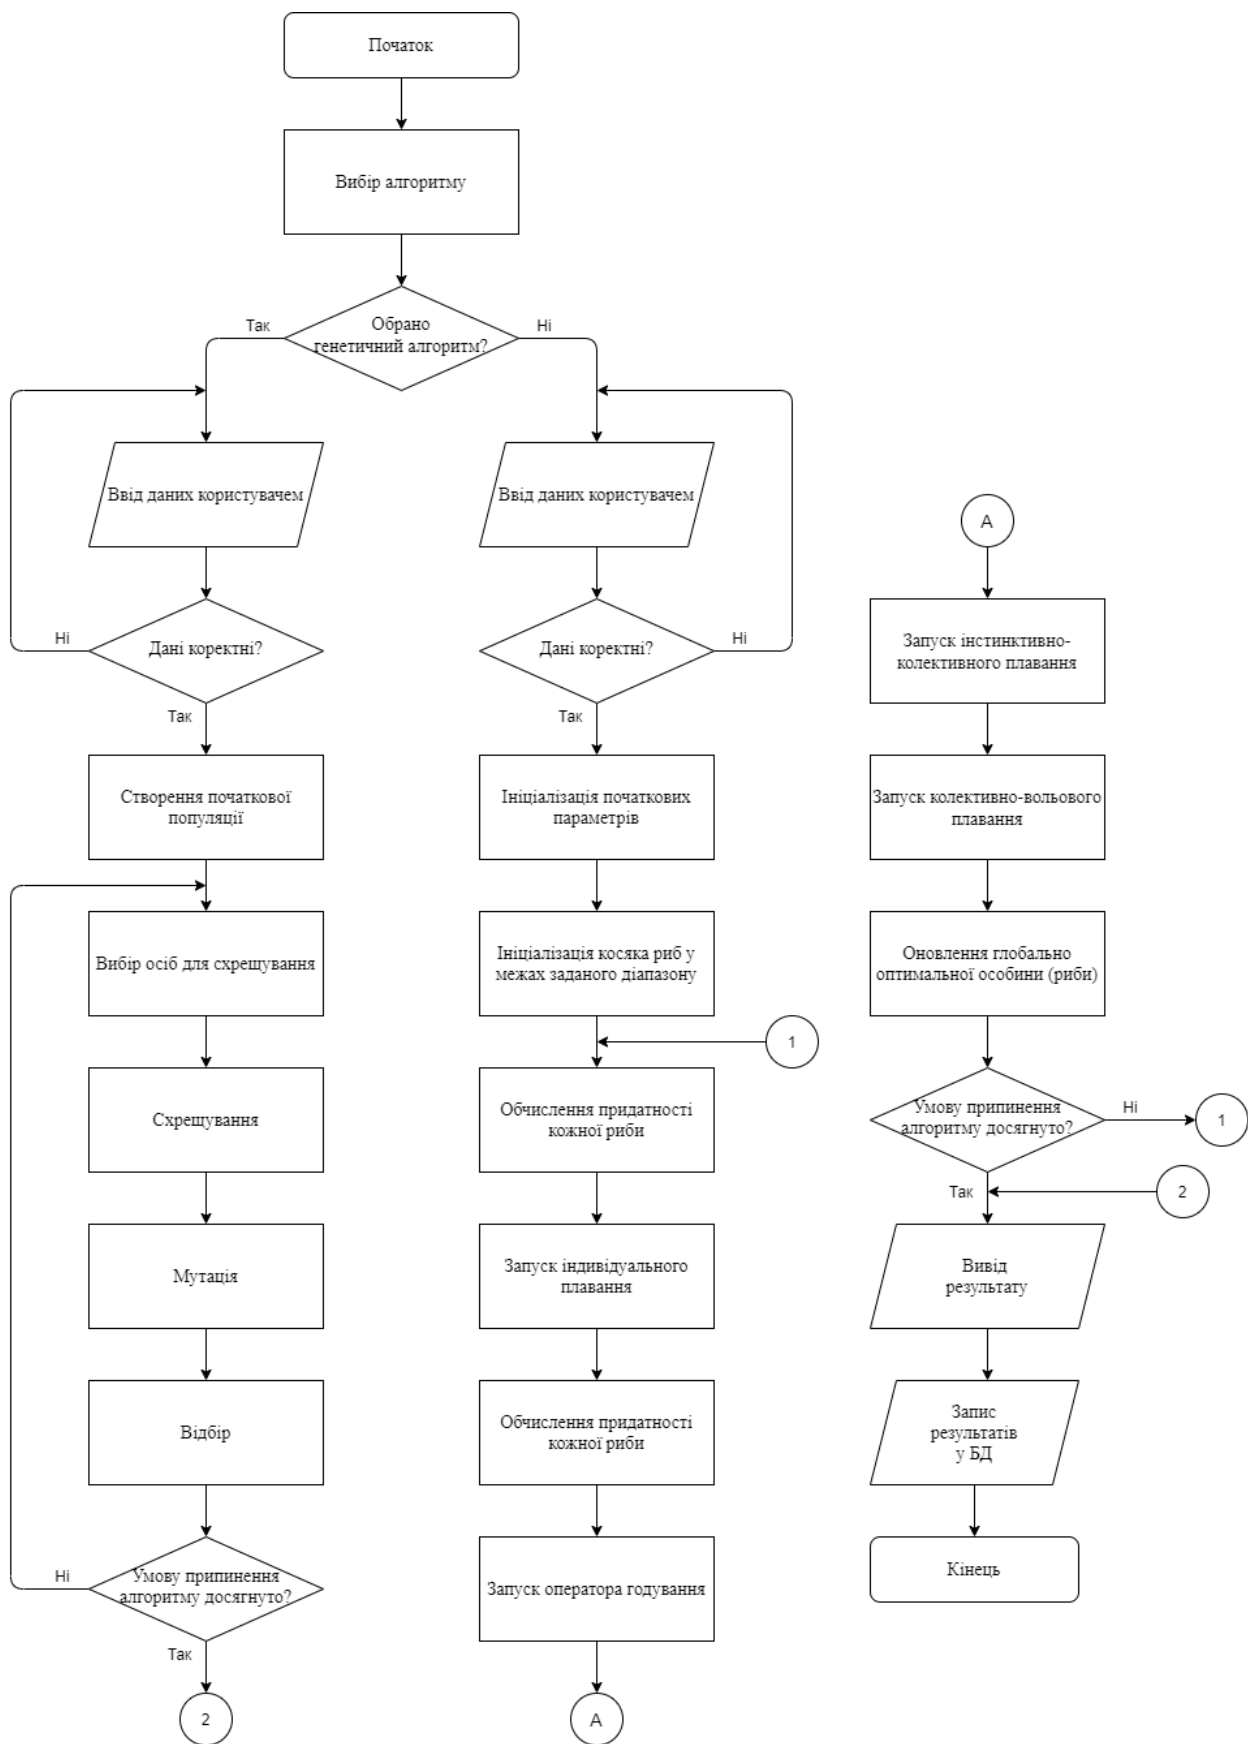 Початок
Вибір алгоритму
Обрано
генетичний алгоритм?
Так
Ні
Ввід даних користувачем
Дані коректні?
Ні
Так
Створення початкової
популяції
Вибір осіб для схрещування
Схрещування
Мутація
Відбір
Умову припинення
алгоритму досягнуто?
Ні
Так
2
Ввід даних користувачем
Дані коректні?
Ні
Так
Ініціалізація початкових
параметрів
Ініціалізація косяка риб у
межах заданого діапазону
1
Обчислення придатності
кожної риби
Запуск індивідуального
плавання
Обчислення придатності
кожної риби
Запуск оператора годування
А
А
Запуск інстинктивно-
колективного плавання
Запуск колективно-вольового
плавання
Оновлення глобально
оптимальної особини (риби)
Умову припинення
алгоритму досягнуто?
Ні
1
Так
2
Вивід
результату
Запис
результатів
у БД
Кінець